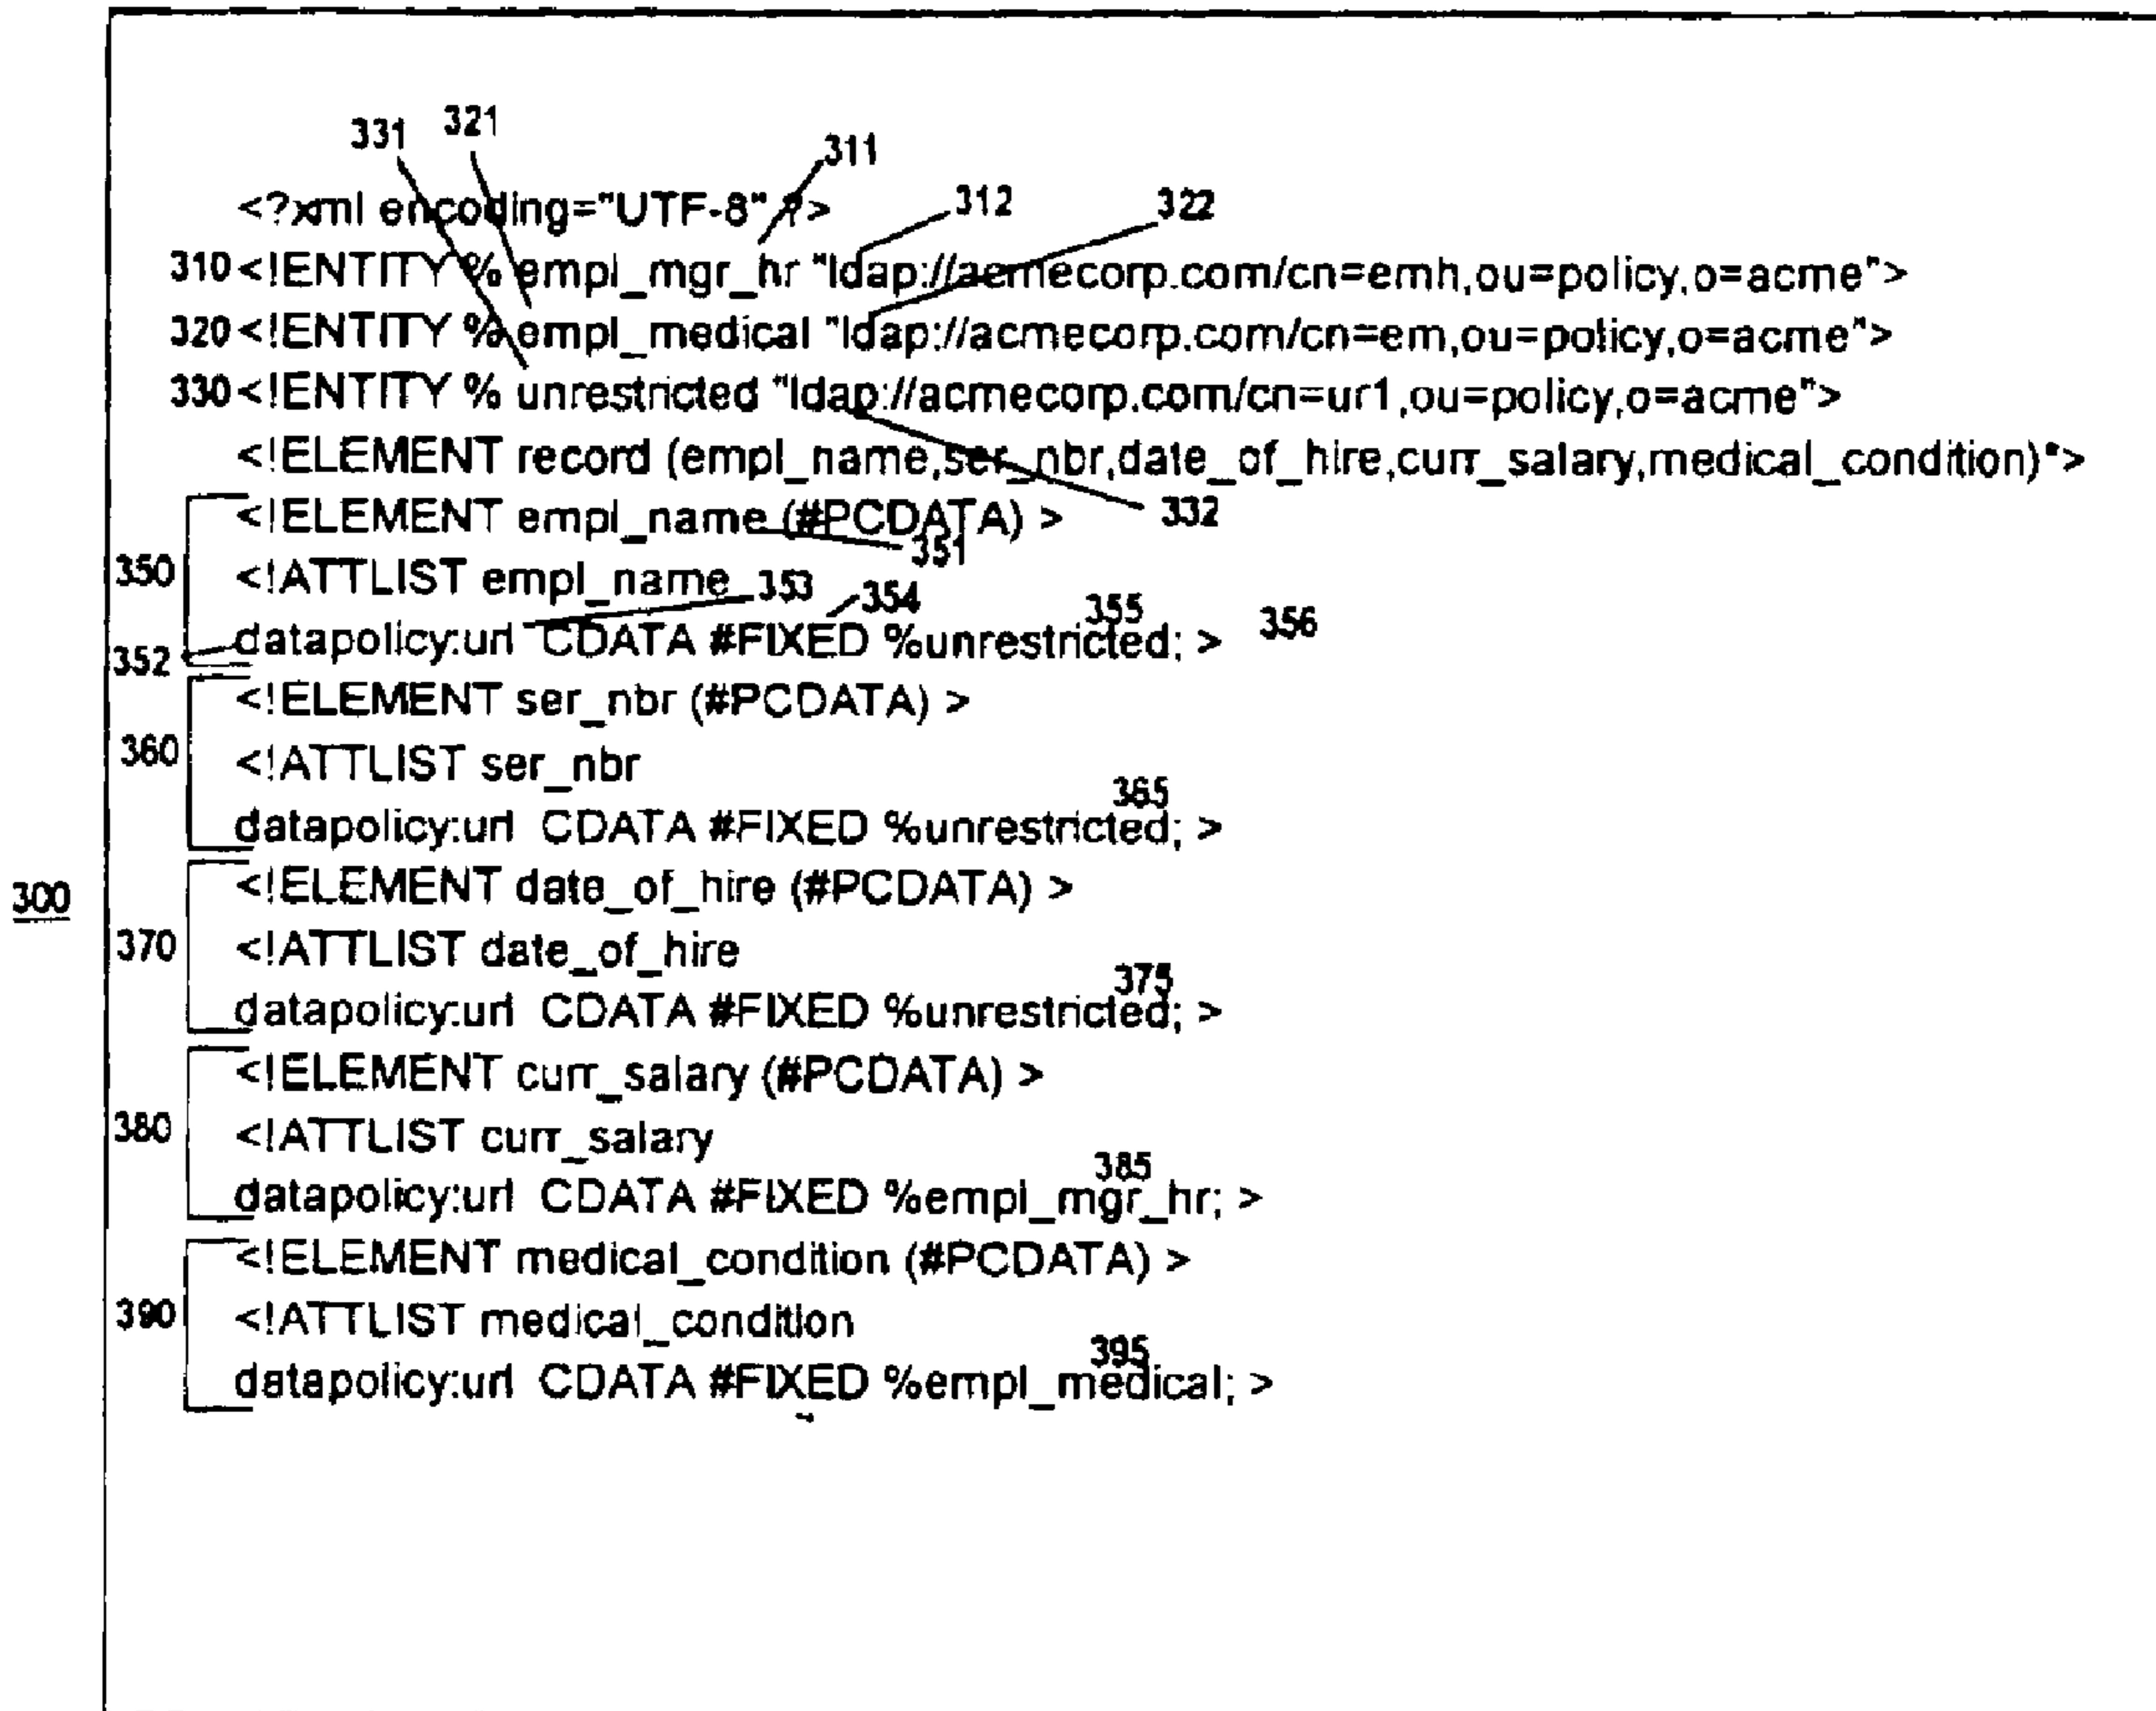 331 321 311
<?xml encoding="UTF-8" ?> 312 322
310 <!ENTITY % empl_mgr_hr "ldap://acmecorp.com/cn=emh,ou=policy,o=acme">
320 <!ENTITY % empl_medical "ldap://acmecorp.com/cn=em,ou=policy,o=acme">
330 <!ENTITY % unrestricted "ldap://acmecorp.com/cn=ur1,ou=policy,o=acme">
<!ELEMENT record (empl_name,ser_nbr,date_of_hire,curr_salary,medical_condition)">
<!ELEMENT empl_name (#PCDATA) > 332
351
350 <!ATTLIST empl_name 353 354
355 356
352 datapolicy:url CDATA #FIXED %unrestricted; >
<!ELEMENT ser_nbr (#PCDATA) >
360 <!ATTLIST ser_nbr
365
datapolicy:url CDATA #FIXED %unrestricted; >
<!ELEMENT date_of_hire (#PCDATA) >
300
370 <!ATTLIST date_of_hire
375
datapolicy:url CDATA #FIXED %unrestricted; >
<!ELEMENT curr_salary (#PCDATA) >
380 <!ATTLIST curr_salary
385
datapolicy:url CDATA #FIXED %empl_mgr_hr; >
<!ELEMENT medical_condition (#PCDATA) >
390 <!ATTLIST medical_condition
395
datapolicy:url CDATA #FIXED %empl_medical; >